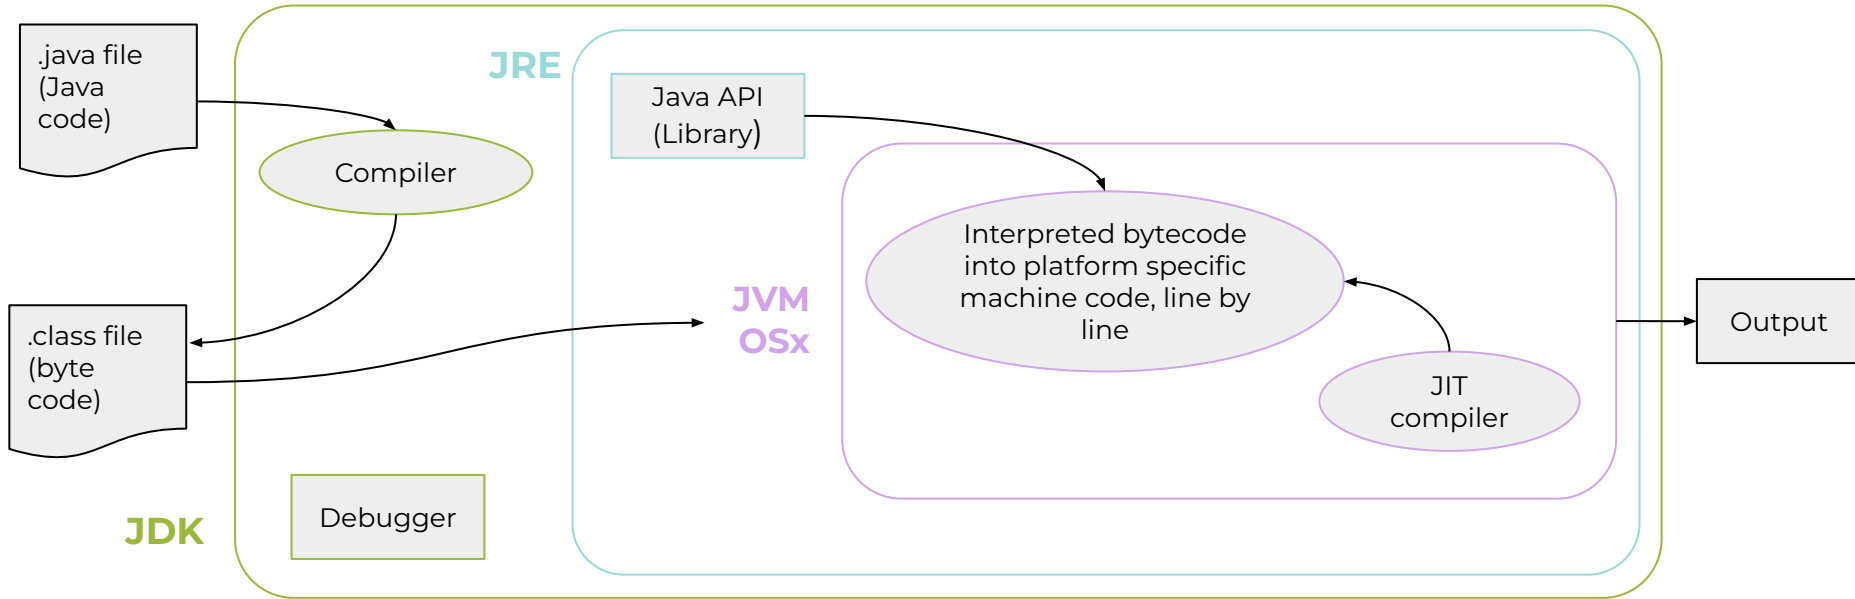 .java file
(Java
code)
JRE
Java API
(Library)
Compiler
Interpreted bytecode
into platform specific
machine code, line by
line
JVM
OSx
.class file
(byte
code)
Output
JIT
compiler
Debugger
JDK